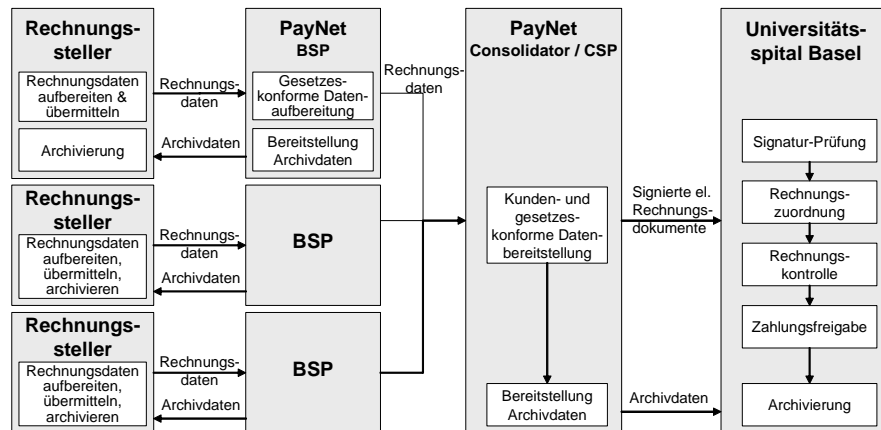 Rechnungs-
steller
Rechnungsdaten
aufbereiten &
übermitteln
Archivierung
Rechnungs-
daten
Archivdaten
PayNet
BSP
Gesetzes-
konforme Daten-
aufbereitung
Bereitstellung
Archivdaten
Rechnungs-
daten
PayNet
Consolidator / CSP
Kunden- und
gesetzes-
konforme Daten-
bereitstellung
Bereitstellung
Archivdaten
Signierte el.
Rechnungs-
dokumente
Archivdaten
Universitäts-
spital Basel
Signatur-Prüfung
Rechnungs-
zuordnung
Rechnungs-
kontrolle
Zahlungsfreigabe
Archivierung
Rechnungs-
steller
Rechnungsdaten
aufbereiten,
übermitteln,
archivieren
Rechnungs-
daten
Archivdaten
BSP
Rechnungs-
steller
Rechnungsdaten
aufbereiten,
übermitteln,
archivieren
Rechnungs-
daten
Archivdaten
BSP